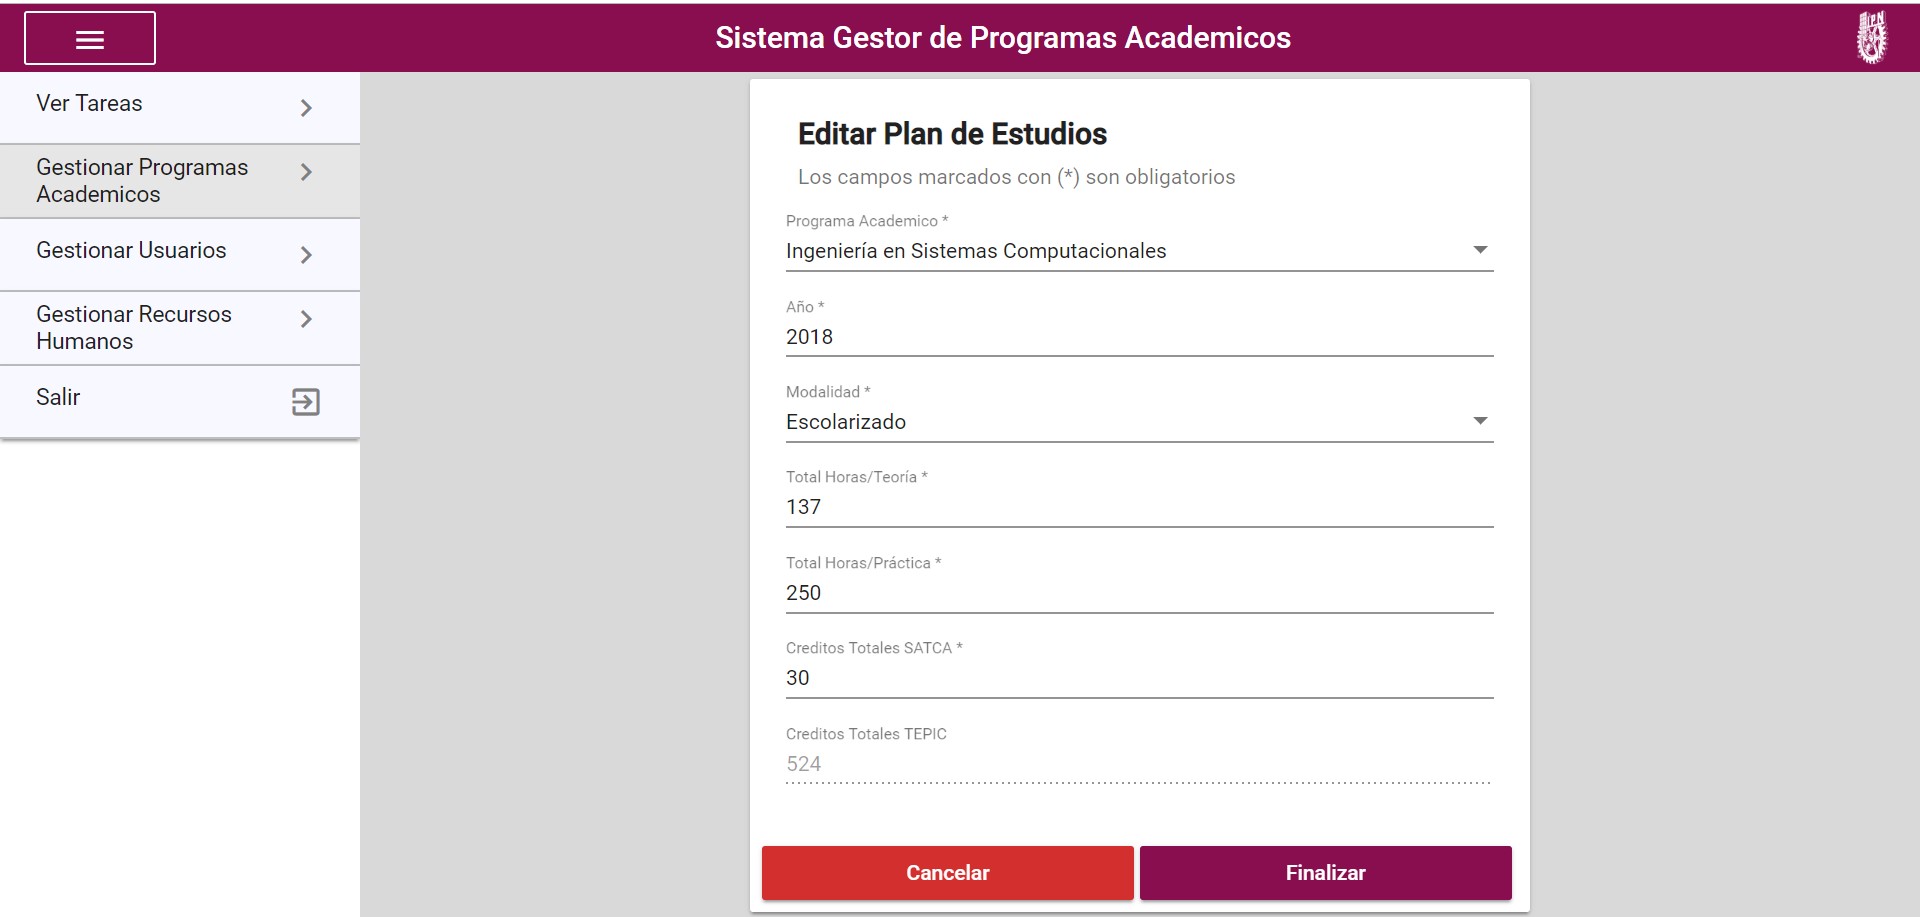 Sistema Gestor de Programas Academicos
Ver Tareas
Gestionar Programas
Academicos
Gestionar Usuarios
Gestionar Recursos
Humanos
Salir
Editar Plan de Estudios
Los campos marcados con (*) son obligatorios
Programa Academico *
Ingeniería en Sistemas Computacionales
Año *
2018
Modalidad *
Escolarizado
Total Horas/Teoría *
137
Total Horas/Práctica *
250
Creditos Totales SATCA *
30
Creditos Totales TEPIC
524
Cancelar
Finalizar